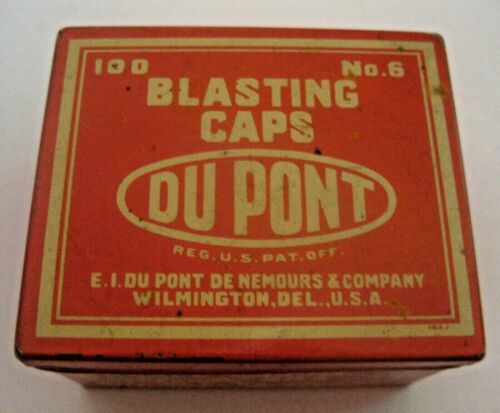 100 No.6
BLASTING
CAPS
DU PONT
REG. U.S. PAT. OFF.
E. I. DU PONT DE NEMOURS & COMPANY
WILMINGTON, DEL., U.S.A.